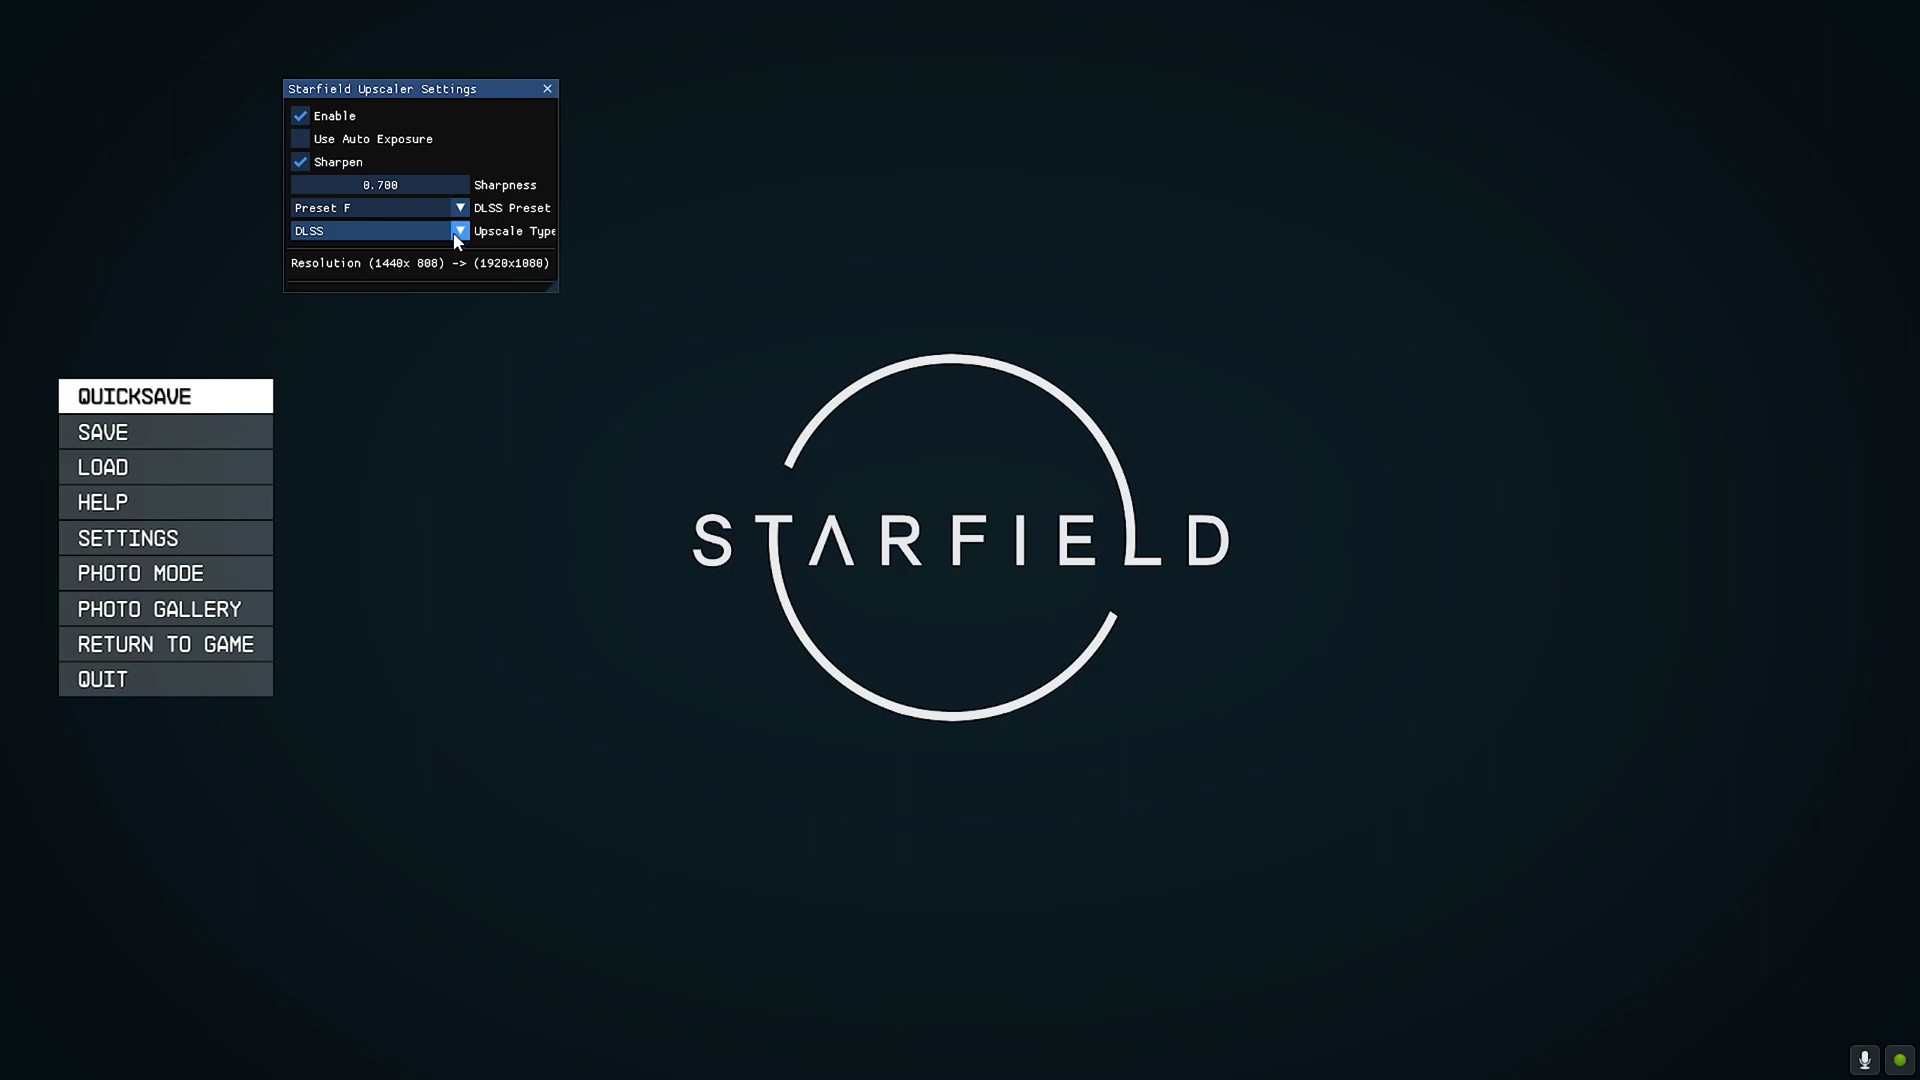 Starfield Upscaler Settings
Enable
Use Auto Exposure
Sharpen
0.700 Sharpness
Preset F DLSS Preset
DLSS Upscale Type
Resolution (1440x 808) -> (1920x1080)
QUICKSAVE
SAVE
LOAD
HELP
SETTINGS
PHOTO MODE
PHOTO GALLERY
RETURN TO GAME
QUIT
STARFIELD